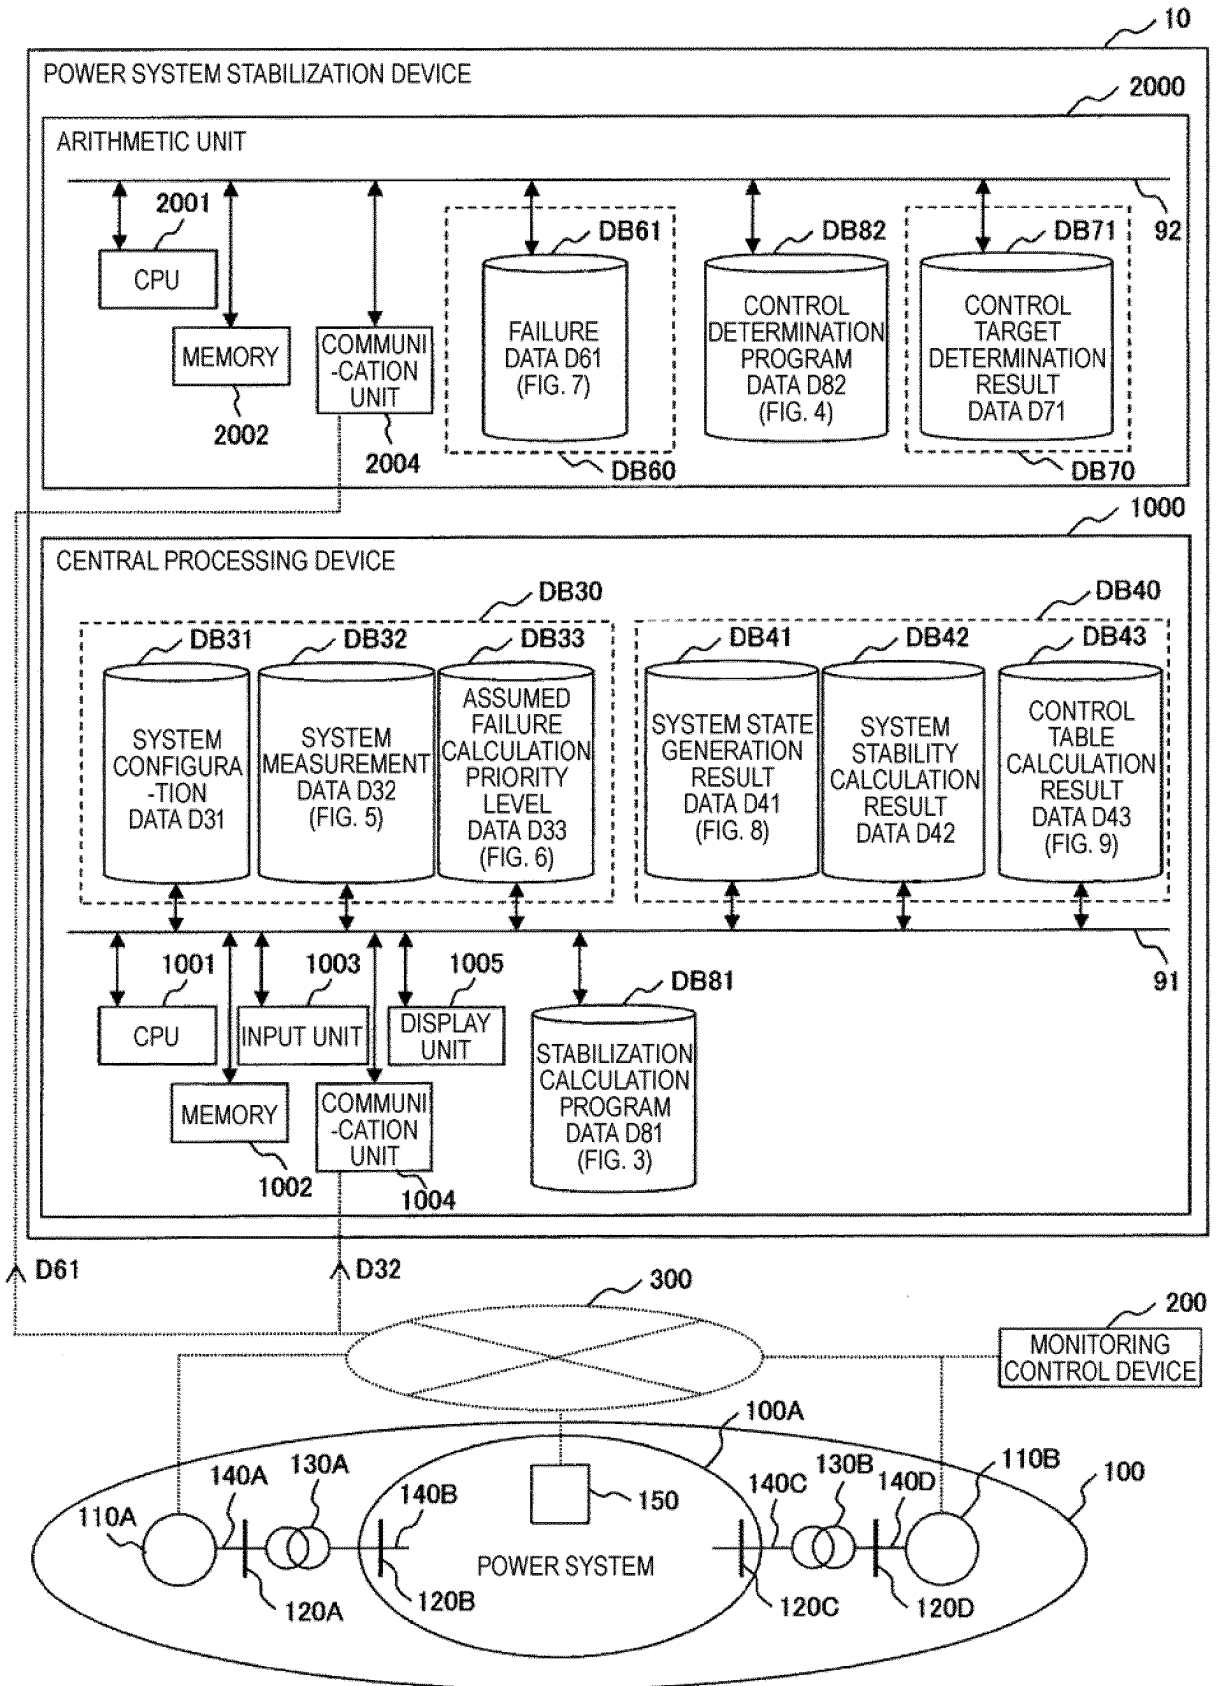 10
POWER SYSTEM STABILIZATION DEVICE
2000
ARITHMETIC UNIT
92
2001
CPU
MEMORY
2002
COMMUNI
-CATION
UNIT
2004
DB61
FAILURE
DATA D61
(FIG. 7)
DB60
DB82
CONTROL
DETERMINATION
PROGRAM
DATA D82
(FIG. 4)
DB71
CONTROL
TARGET
DETERMINATION
RESULT
DATA D71
DB70
1000
CENTRAL PROCESSING DEVICE
DB30
DB31
SYSTEM
CONFIGURA
-TION
DATA D31
DB32
SYSTEM
MEASUREMENT
DATA D32
(FIG. 5)
DB33
ASSUMED
FAILURE
CALCULATION
PRIORITY
LEVEL
DATA D33
(FIG. 6)
DB40
DB41
SYSTEM STATE
GENERATION
RESULT
DATA D41
(FIG. 8)
DB42
SYSTEM
STABILITY
CALCULATION
RESULT
DATA D42
DB43
CONTROL
TABLE
CALCULATION
RESULT
DATA D43
(FIG. 9)
91
1001
CPU
MEMORY
1002
1003
INPUT UNIT
COMMUNI
-CATION
UNIT
1004
1005
DISPLAY
UNIT
DB81
STABILIZATION
CALCULATION
PROGRAM
DATA D81
(FIG. 3)
D61
D32
300
200
MONITORING
CONTROL DEVICE
100A
100
110A
140A
130A
120A
140B
120B
150
POWER SYSTEM
140C
120C
130B
140D
120D
110B